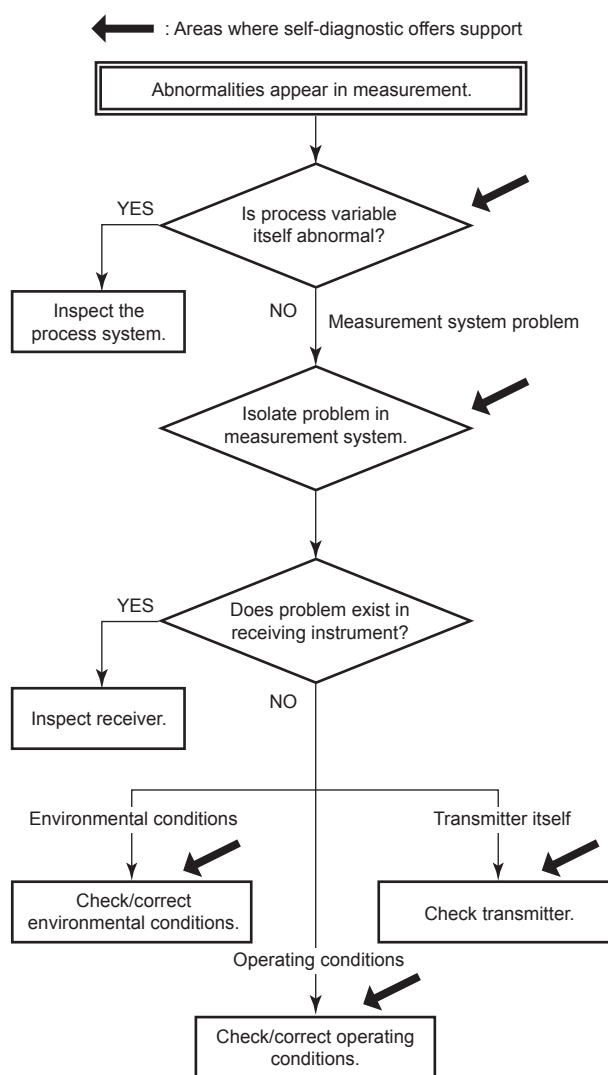 : Areas where self-diagnostic offers support
Abnormalities appear in measurement.
YES
Is process variable
itself abnormal?
Inspect the
process system.
NO
Measurement system problem
Isolate problem in
measurement system.
YES
Does problem exist in
receiving instrument?
Inspect receiver.
NO
Environmental conditions
Transmitter itself
Check/correct
environmental conditions.
Check transmitter.
Operating conditions
Check/correct operating
conditions.